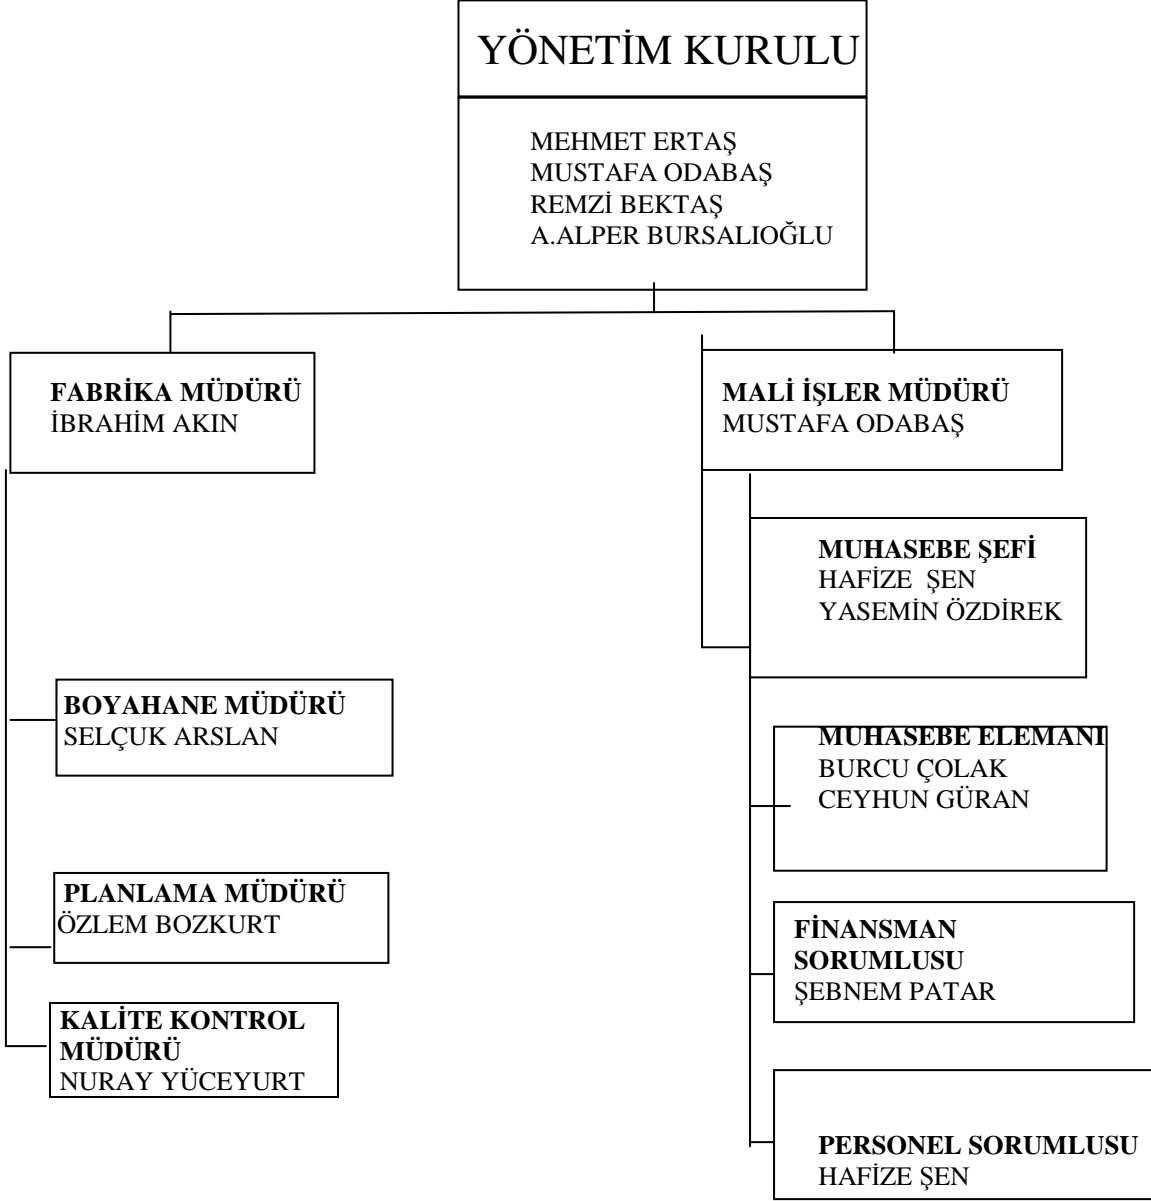 YÖNETİM KURULU
MEHMET ERTAŞ
MUSTAFA ODABAŞ
REMZİ BEKTAŞ
A.ALPER BURSALIOĞLU
FABRİKA MÜDÜRÜ
İBRAHİM AKIN
BOYAHANE MÜDÜRÜ
SELÇUK ARSLAN
PLANLAMA MÜDÜRÜ
ÖZLEM BOZKURT
KALİTE KONTROL
MÜDÜRÜ
NURAY YÜCEYURT
MALİ İŞLER MÜDÜRÜ
MUSTAFA ODABAŞ
MUHASEBE ŞEFİ
HAFİZE  ŞEN
YASEMİN ÖZDİREK
MUHASEBE ELEMANI
BURCU ÇOLAK
CEYHUN GÜRAN
FİNANSMAN
SORUMLUSU
ŞEBNEM PATAR
PERSONEL SORUMLUSU
HAFİZE ŞEN